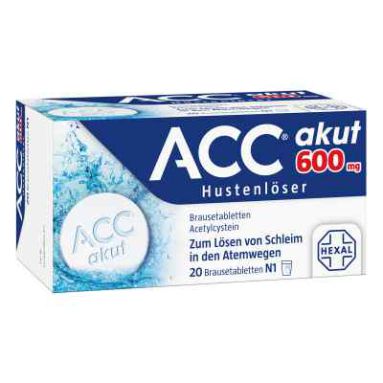 ACC® akut
600 mg
Hustenlöser
Brausetabletten
Acetylcystein
Zum Lösen von Schleim
in den Atemwegen
20 Brausetabletten N1
HEXAL
ACC
akut